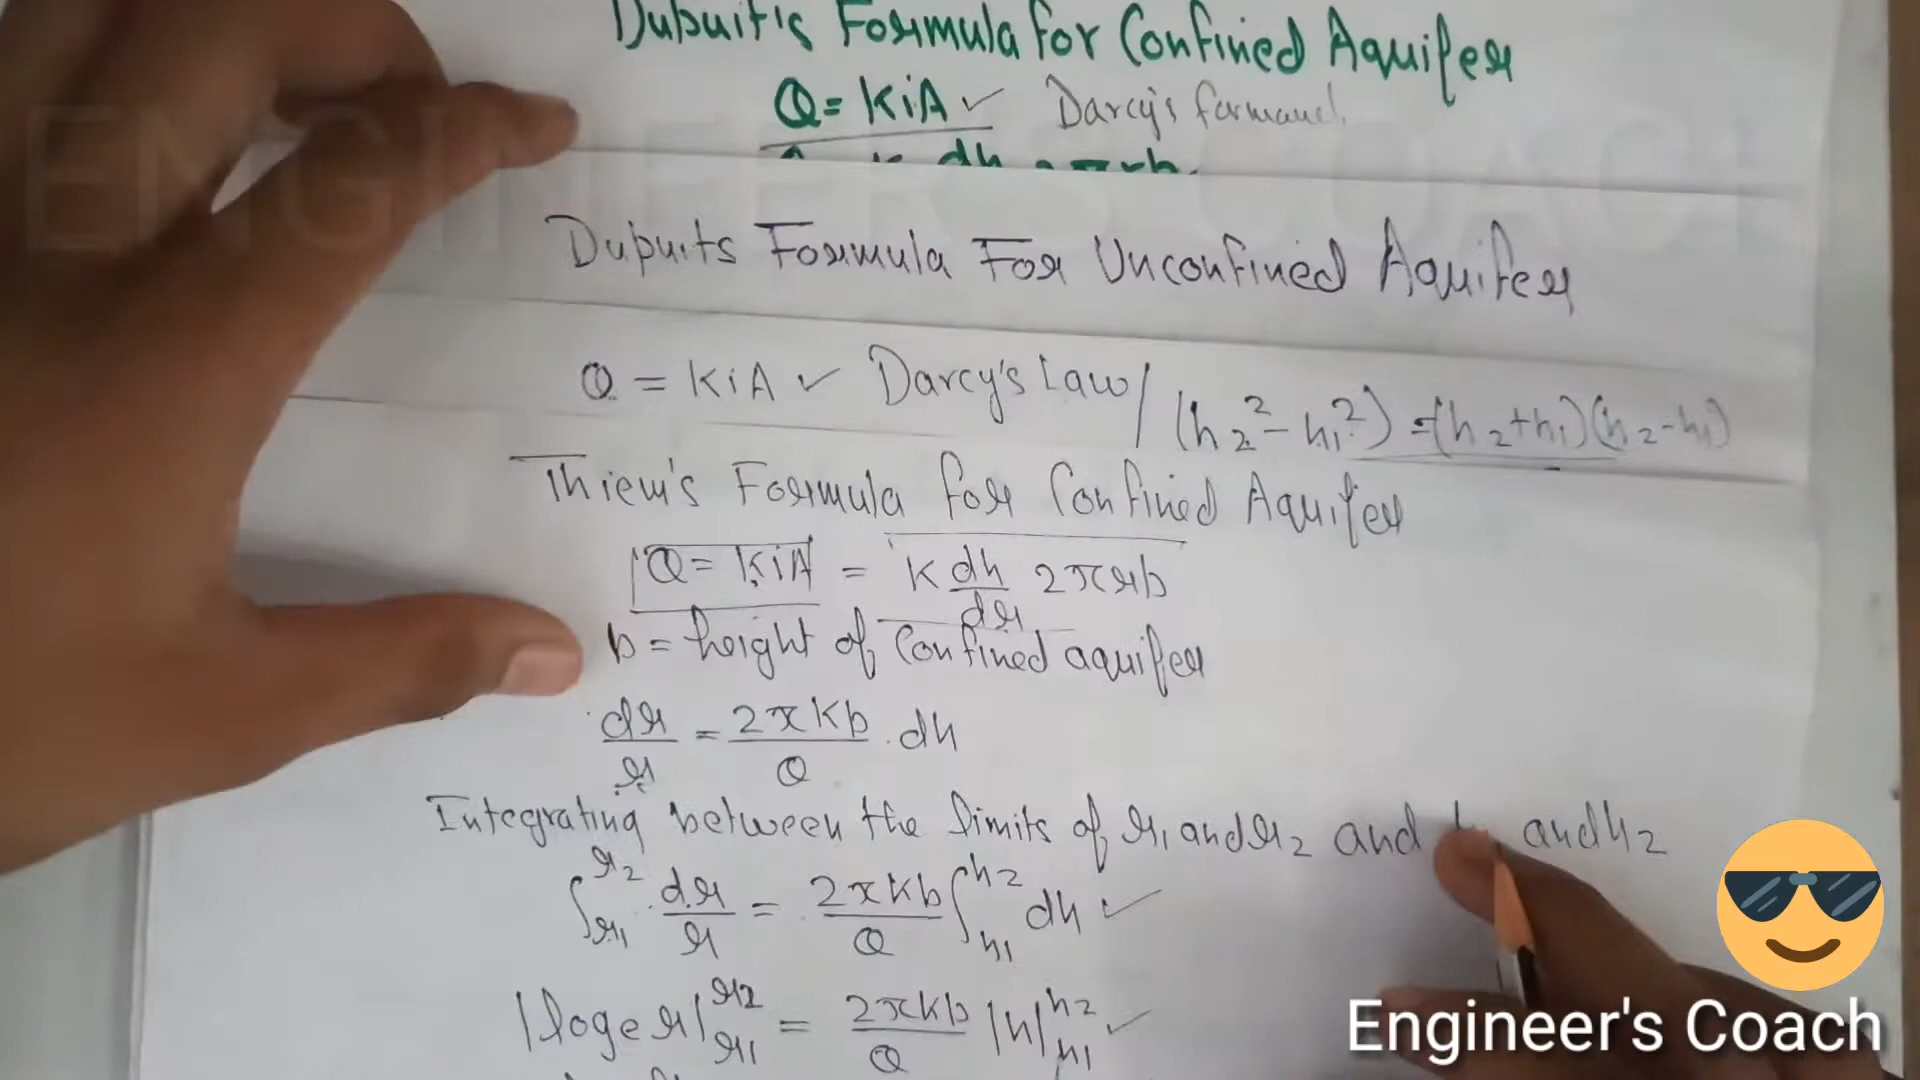 Dupuit's Formula for Confined Aquifer
Q = KiA ✓ Darcy's
ENGINEER'S COACH
Dupuits Formula For Unconfined Aquifer
Q = KiA ✓ Darcy's Law / (h₂² - h₁²) = (h₂+h₁)(h₂-h₁)
Thiem's Formula for Confined Aquifer
Q = KiA = K dh/dr 2πrb
b = height of Confined aquifer
dr/r = 2πKb/Q . dh
Integrating between the limits of r₁ and r₂ and and h₂
∫r₁^r₂ dr/r = 2πKb/Q ∫h₁^h₂ dh ✓
|loge r|r₁^r₂ = 2πKb/Q |h|h₁^h₂ ✓
Engineer's Coach